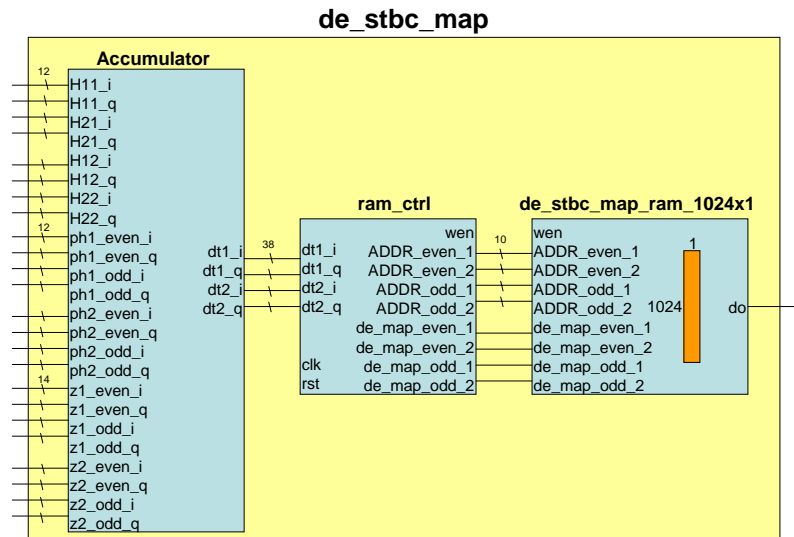 de_stbc_map
Accumulator
12
H11_i
H11_q
H21_i
H21_q
H12_i
H12_q
H22_i
H22_q
12
ph1_even_i
ph1_even_q
ph1_odd_i
ph1_odd_q
ph2_even_i
ph2_even_q
ph2_odd_i
ph2_odd_q
14
z1_even_i
z1_even_q
z1_odd_i
z1_odd_q
z2_even_i
z2_even_q
z2_odd_i
z2_odd_q
dt1_i
dt1_q
dt2_i
dt2_q
38
ram_ctrl
dt1_i
dt1_q
dt2_i
dt2_q
clk
rst
wen
ADDR_even_1
ADDR_even_2
ADDR_odd_1
ADDR_odd_2
de_map_even_1
de_map_even_2
de_map_odd_1
de_map_odd_2
10
de_stbc_map_ram_1024x1
wen
ADDR_even_1
ADDR_even_2
ADDR_odd_1
ADDR_odd_2
de_map_even_1
de_map_even_2
de_map_odd_1
de_map_odd_2
1
1024
do